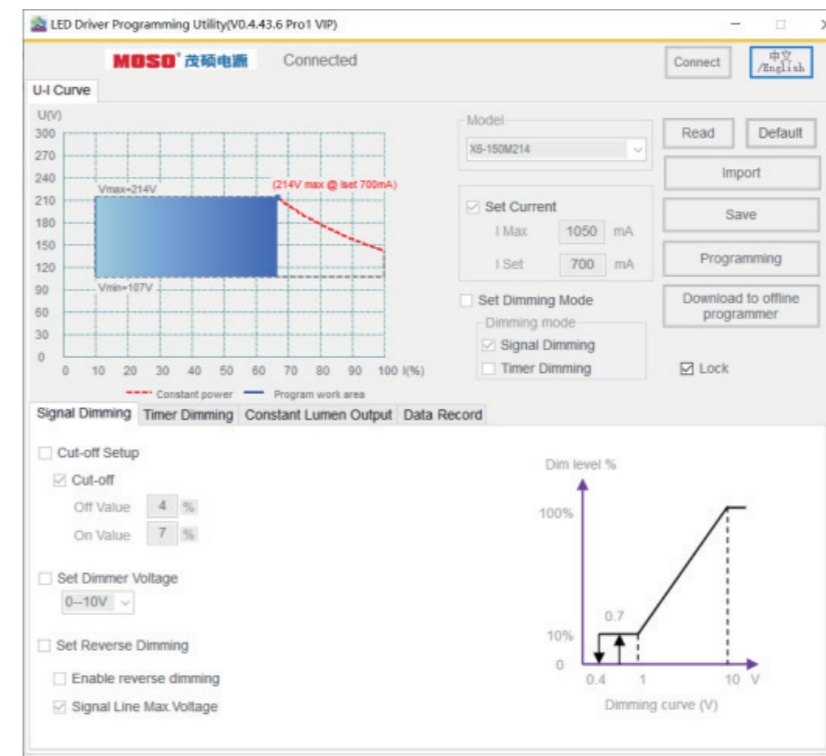 LED Driver Programming Utility(V0.4.43.6 Pro1 VIP)
MOSO® 茂硕电源
Connected
Connect
中文
/English
U-I Curve
U(V)
300
270
240
210
180
150
120
90
60
30
0
Vmax=214V
(214V max @ Iset 700mA)
Vmin=107V
0 10 20 30 40 50 60 70 80 90 100 I(%)
Constant power
Program work area
Model
X6-150M214
Set Current
I Max 1050 mA
I Set 700 mA
Set Dimming Mode
Dimming mode
Signal Dimming
Timer Dimming
Read
Default
Import
Save
Programming
Download to offline
programmer
Lock
Signal Dimming Timer Dimming Constant Lumen Output Data Record
Cut-off Setup
Cut-off
Off Value 4 %
On Value 7 %
Set Dimmer Voltage
0--10V
Set Reverse Dimming
Enable reverse dimming
Signal Line Max.Voltage
Dim level %
100%
0.7
10%
0
0.4 1 10 V
Dimming curve (V)